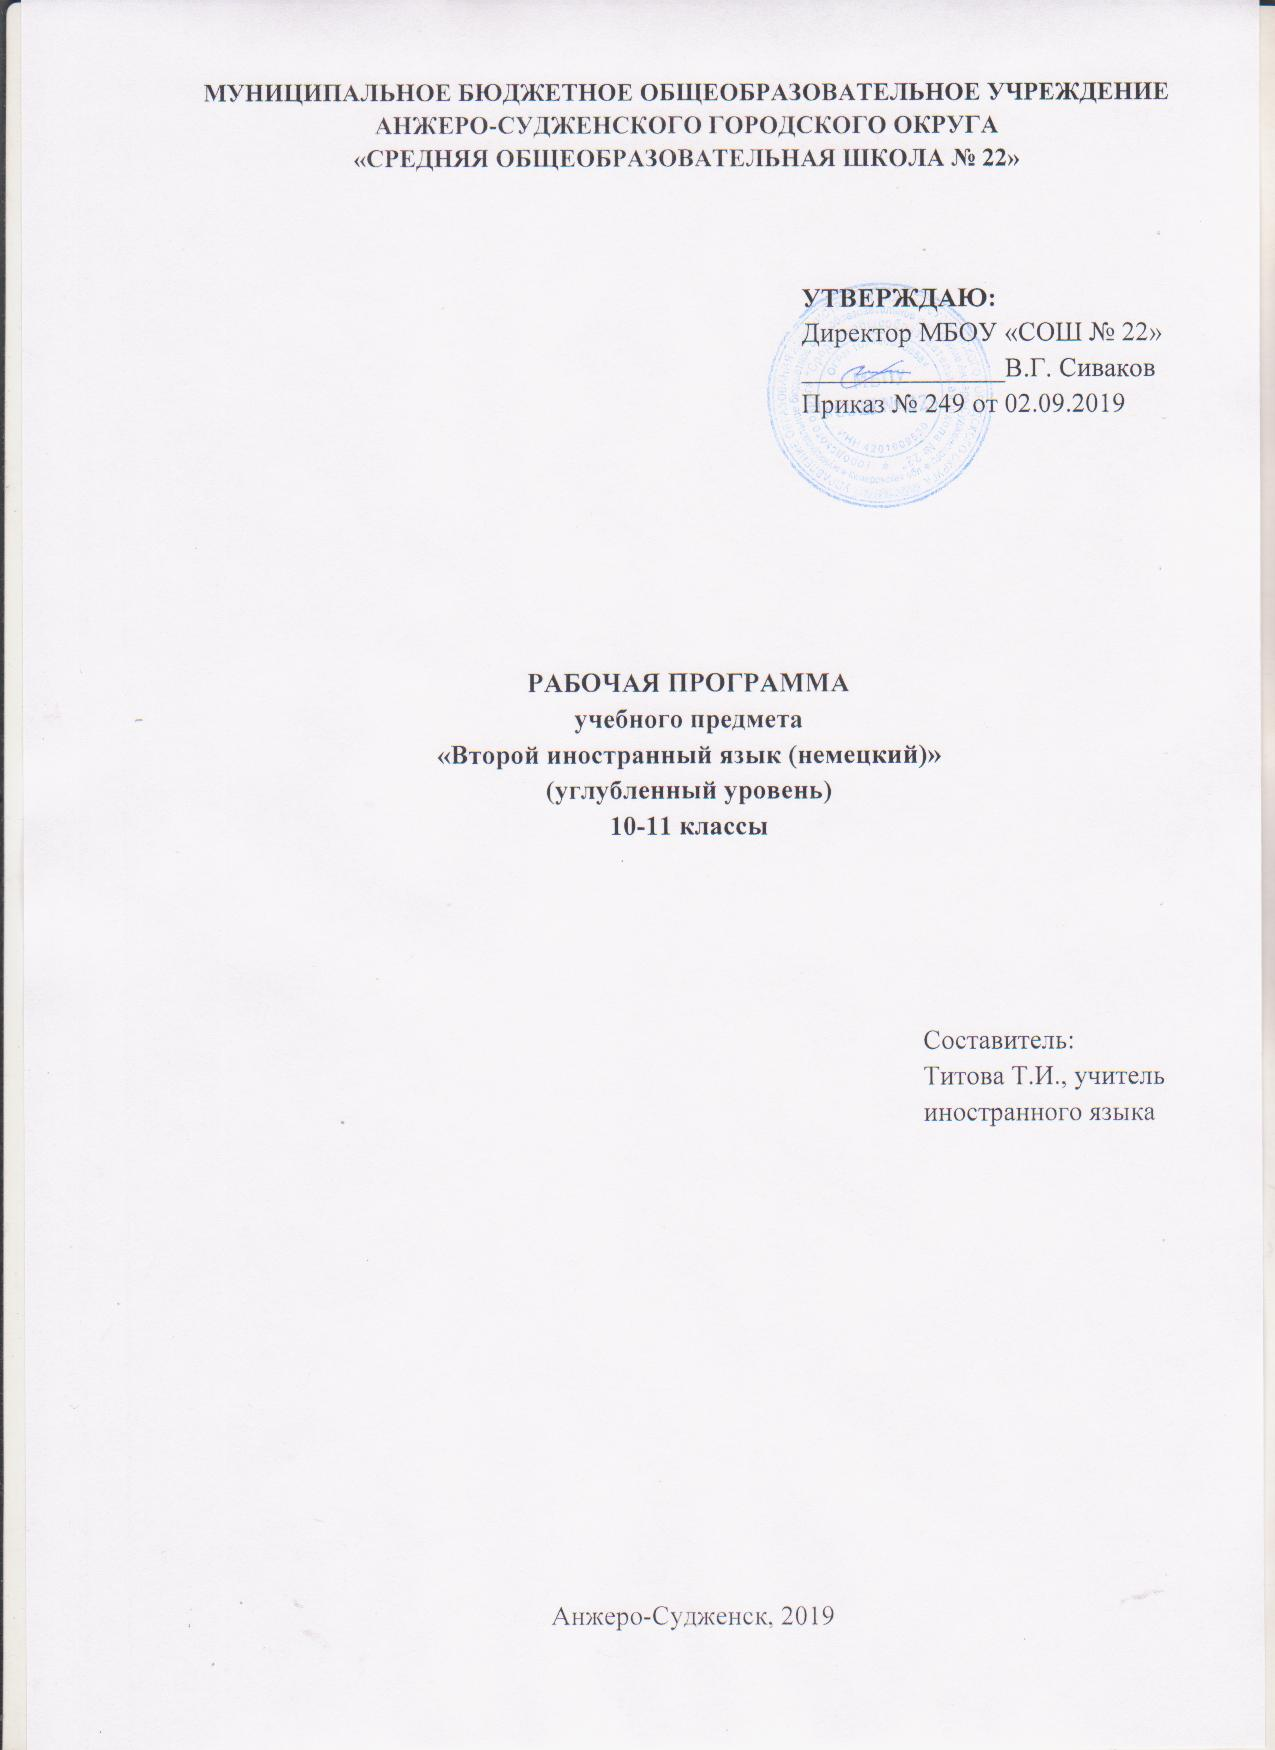 МУНИЦИПАЛЬНОЕ БЮДЖЕТНОЕ ОБЩЕОБРАЗОВАТЕЛЬНОЕ УЧРЕЖДЕНИЕ
АНЖЕРО-СУДЖЕНСКОГО ГОРОДСКОГО ОКРУГА
«СРЕДНЯЯ ОБЩЕОБРАЗОВАТЕЛЬНАЯ ШКОЛА № 22»
УТВЕРЖДАЮ:
Директор МБОУ «СОШ № 22»
_______________В.Г. Сиваков
Приказ № 249 от 02.09.2019
РАБОЧАЯ ПРОГРАММА
учебного предмета
«Второй иностранный язык (немецкий)»
(углубленный уровень)
10-11 классы
Составитель:
Титова Т.И., учитель
иностранного языка
Анжеро-Судженск, 2019